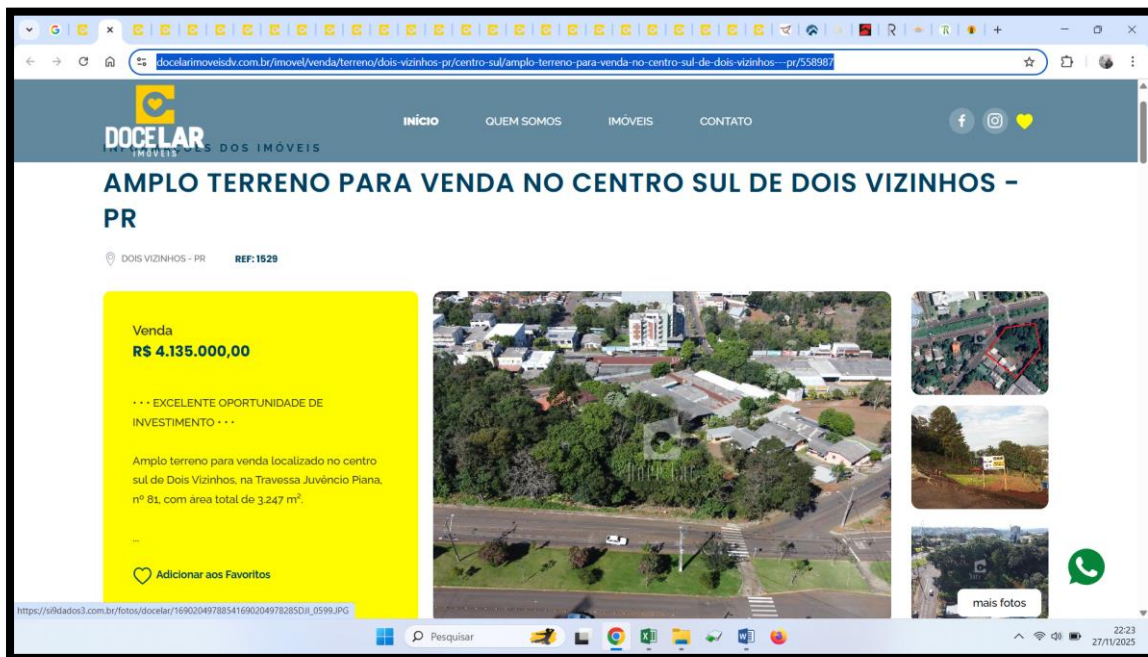 docelarimoveisdv.com.br/imovel/venda/terreno/dois-vizinhos-pr/centro-sul/amplo-terreno-para-venda-no-centro-sul-de-dois-vizinhos---pr/558987
DOCELAR
IMÓVEIS
INÍCIO
QUEM SOMOS
IMÓVEIS
CONTATO
DOS IMÓVEIS
AMPLO TERRENO PARA VENDA NO CENTRO SUL DE DOIS VIZINHOS -
PR
DOIS VIZINHOS - PR
REF: 1529
Venda
R$ 4.135.000,00
• • • EXCELENTE OPORTUNIDADE DE
INVESTIMENTO • • •
Amplo terreno para venda localizado no centro
sul de Dois Vizinhos, na Travessa Juvêncio Piana,
nº 81, com área total de 3.247 m².
...
Adicionar aos Favoritos
mais fotos
https://si9dados3.com.br/fotos/docelar/16902049788541690204978285DJI_0599.JPG
Pesquisar
22:23
27/11/2025